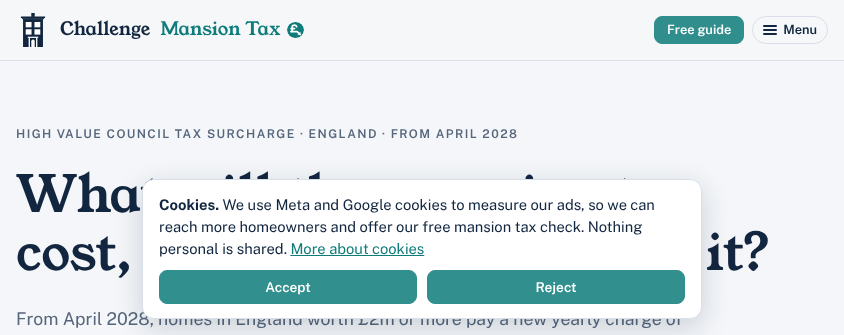 Challenge Mansion Tax £
Free guide
Menu
HIGH VALUE COUNCIL TAX SURCHARGE · ENGLAND · FROM APRIL 2028
cost, it?
Cookies. We use Meta and Google cookies to measure our ads, so we can
reach more homeowners and offer our free mansion tax check. Nothing
personal is shared. More about cookies
Accept
Reject
From April 2028, homes in England worth £2m or more pay a new yearly charge of